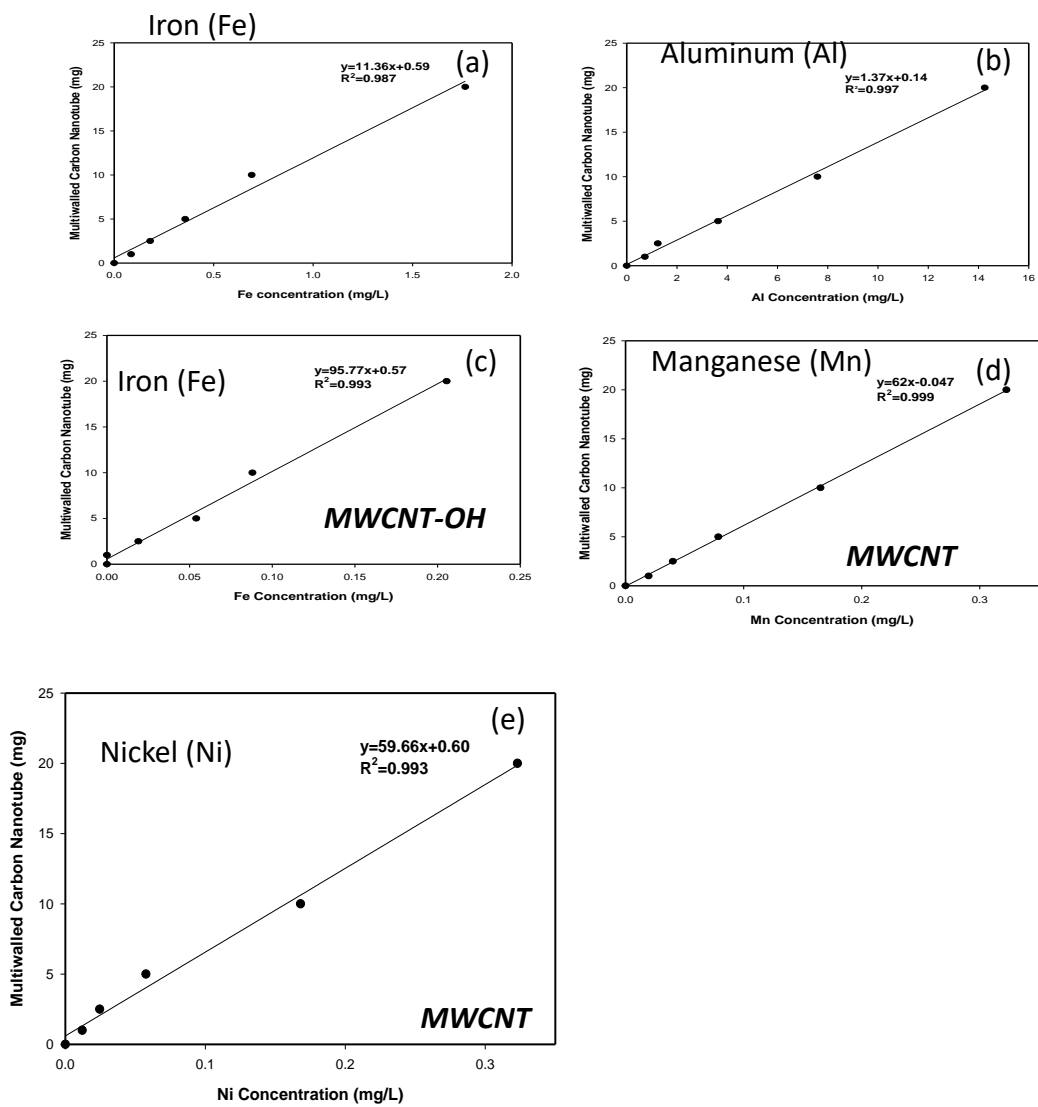 Iron (Fe)
(a)
y=11.36x+0.59
R²=0.987
Multiwalled Carbon Nanotube (mg)
25
20
15
10
5
0
0.0 0.5 1.0 1.5 2.0
Fe concentration (mg/L)
Aluminum (Al)
(b)
y=1.37x+0.14
R²=0.997
Multiwalled Carbon Nanotube (mg)
25
20
15
10
5
0
0 2 4 6 8 10 12 14 16
Al Concentration (mg/L)
Iron (Fe)
(c)
y=95.77x+0.57
R²=0.993
MWCNT-OH
Multiwalled Carbon Nanotube (mg)
25
20
15
10
5
0
0.00 0.05 0.10 0.15 0.20 0.25
Fe Concentration (mg/L)
Manganese (Mn)
(d)
y=62x-0.047
R²=0.999
MWCNT
Multiwalled Carbon Nanotube (mg)
25
20
15
10
5
0
0.0 0.1 0.2 0.3
Mn Concentration (mg/L)
Nickel (Ni)
(e)
y=59.66x+0.60
R²=0.993
MWCNT
Multiwalled Carbon Nanotube (mg)
25
20
15
10
5
0
0.0 0.1 0.2 0.3
Ni Concentration (mg/L)